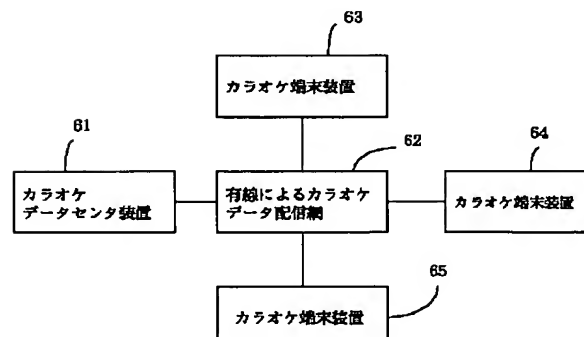 63
カラオケ端末装置
61
62
64
カラオケ
データセンタ装置
有線によるカラオケ
データ配信網
カラオケ端末装置
65
カラオケ端末装置